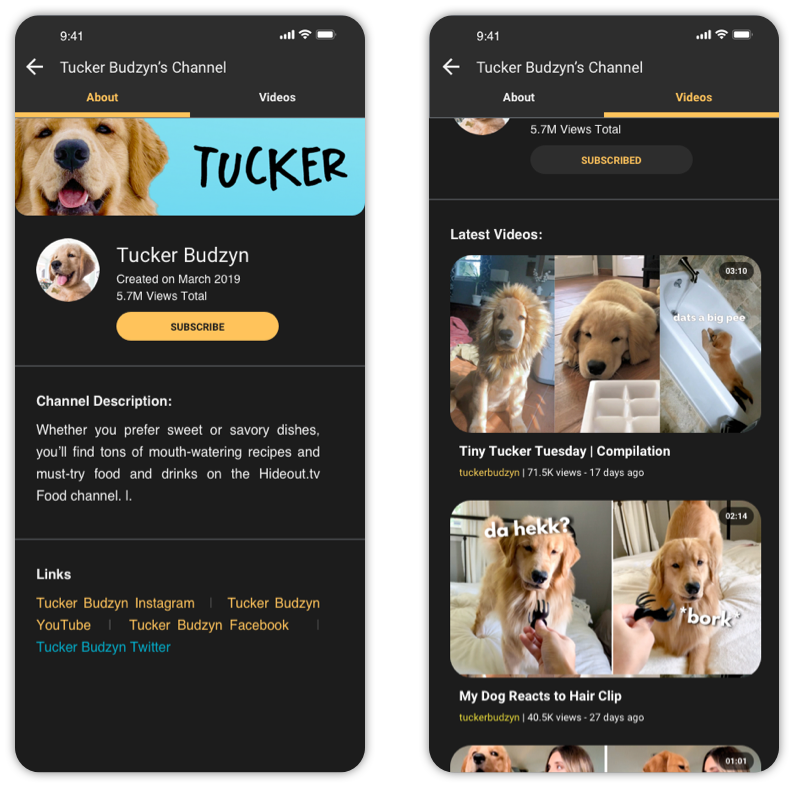 9:41
Tucker Budzyn's Channel
About Videos
TUCKER
Tucker Budzyn
Created on March 2019
5.7M Views Total
SUBSCRIBE
Channel Description:
Whether you prefer sweet or savory dishes,
you'll find tons of mouth-watering recipes and
must-try food and drinks on the Hideout.tv
Food channel. l.
Links
Tucker Budzyn Instagram | Tucker Budzyn
YouTube | Tucker Budzyn Facebook |
Tucker Budzyn Twitter
9:41
Tucker Budzyn's Channel
About Videos
5.7M Views Total
SUBSCRIBED
Latest Videos:
03:10
dats a big pee
Tiny Tucker Tuesday | Compilation
tuckerbudzyn | 71.5K views - 17 days ago
02:14
da hekk?
*bork*
My Dog Reacts to Hair Clip
tuckerbudzyn | 40.5K views - 27 days ago
01:01